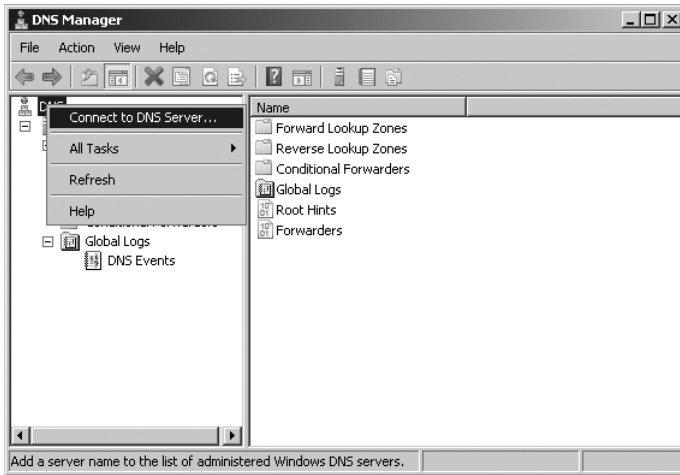 DNS Manager
File Action View Help
DNS
Connect to DNS Server...
All Tasks
Refresh
Help
Global Logs
DNS Events
Name
Forward Lookup Zones
Reverse Lookup Zones
Conditional Forwarders
Global Logs
Root Hints
Forwarders
Add a server name to the list of administered Windows DNS servers.